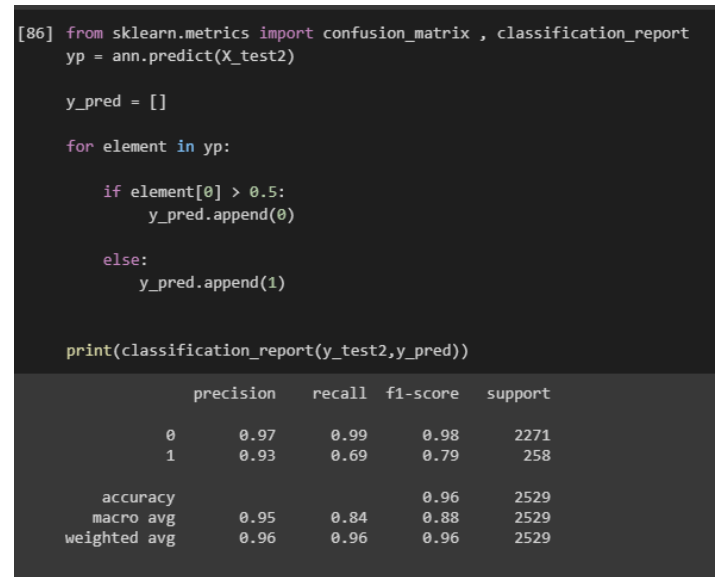 [86] from sklearn.metrics import confusion_matrix , classification_report
yp = ann.predict(X_test2)
y_pred = []
for element in yp:
if element[0] > 0.5:
y_pred.append(0)
else:
y_pred.append(1)
print(classification_report(y_test2,y_pred))
precision recall f1-score support
0 0.97 0.99 0.98 2271
1 0.93 0.69 0.79 258
accuracy 0.96 2529
macro avg 0.95 0.84 0.88 2529
weighted avg 0.96 0.96 0.96 2529